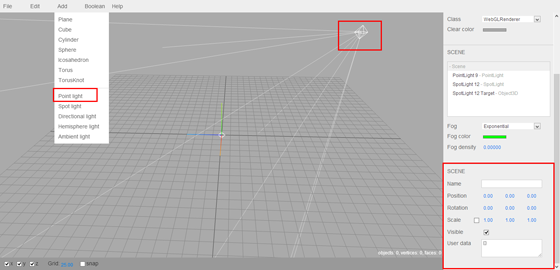 File
Edit
Add
Boolean
Help
Plane
Cube
Cylinder
Sphere
Icosahedron
Torus
TorusKnot
Point light
Spot light
Directional light
Hemisphere light
Ambient light
Class WebGLRenderer
Clear color
SCENE
- Scene
PointLight 9 - PointLight
SpotLight 12 - SpotLight
SpotLight 12 Target - Object3D
Fog Exponential
Fog color
Fog density 0.00000
SCENE
Name
Position 0.00 0.00 0.00
Rotation 0.00 0.00 0.00
Scale 1.00 1.00 1.00
Visible
User data {}
objects: 0, vertices: 0, faces: 0
Grid: snap